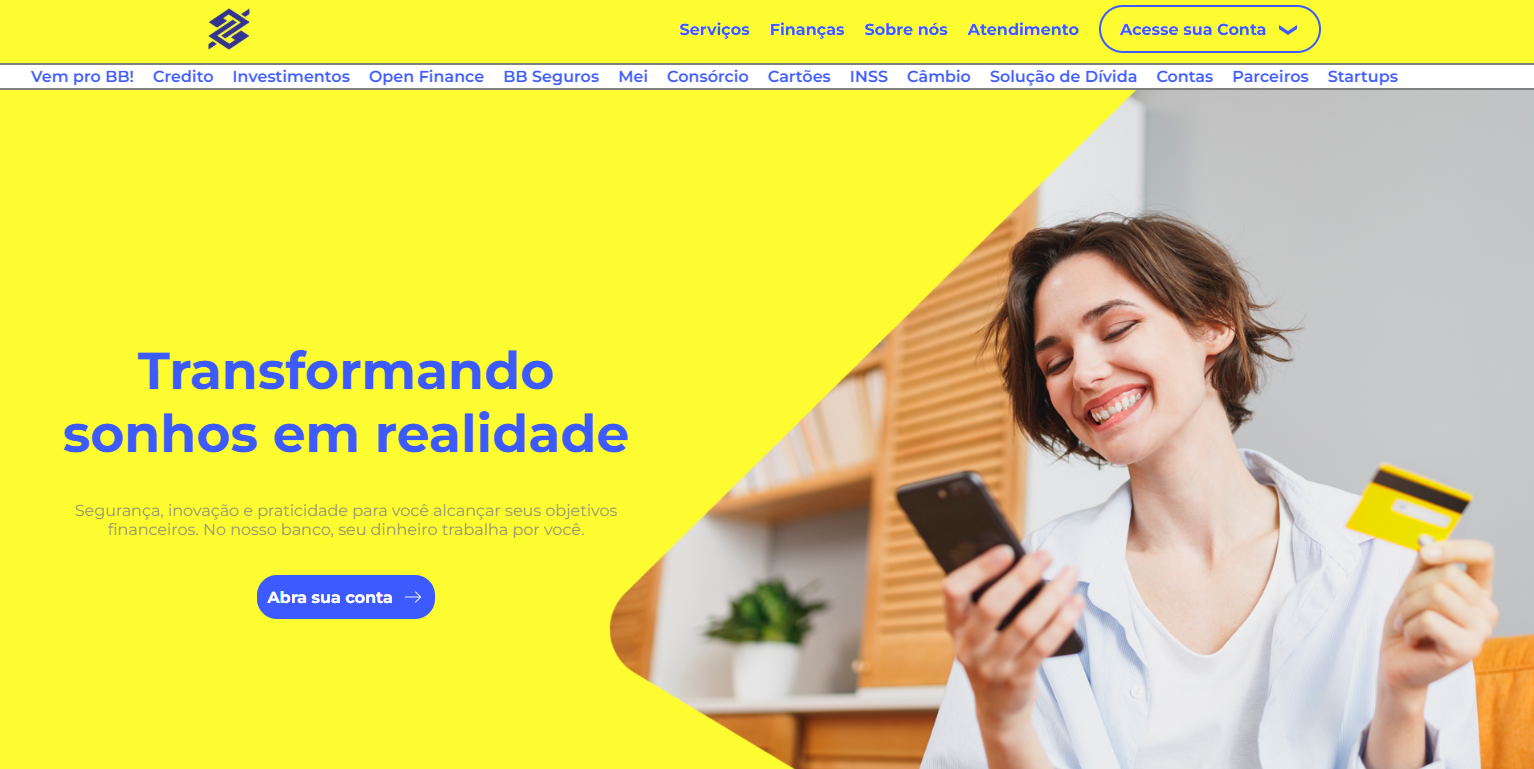 Serviços Finanças Sobre nós Atendimento Acesse sua Conta
Vem pro BB! Credito Investimentos Open Finance BB Seguros Mei Consórcio Cartões INSS Câmbio Solução de Dívida Contas Parceiros Startups
Transformando
sonhos em realidade
Segurança, inovação e praticidade para você alcançar seus objetivos
financeiros. No nosso banco, seu dinheiro trabalha por você.
Abra sua conta